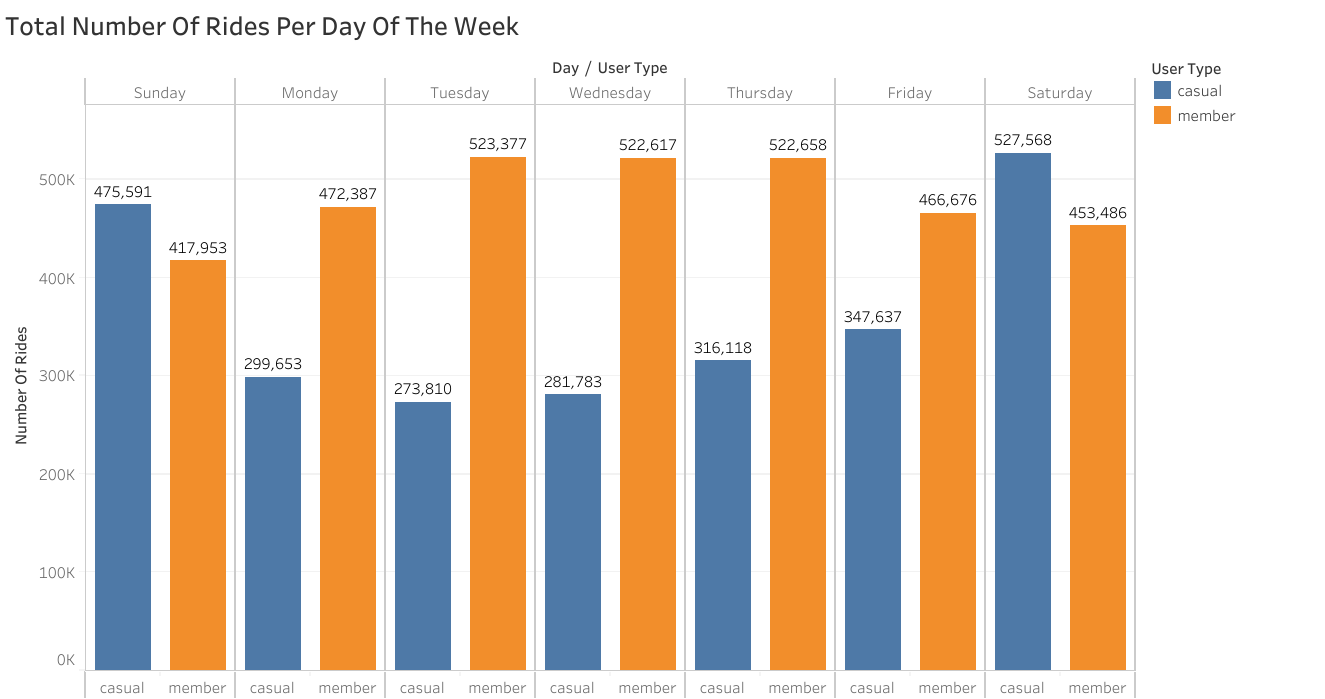 Total Number Of Rides Per Day Of The Week
Day / User Type
Sunday Monday Tuesday Wednesday Thursday Friday Saturday
User Type
casual
member
Number Of Rides
500K
400K
300K
200K
100K
0K
475,591
417,953
299,653
472,387
273,810
523,377
281,783
522,617
316,118
522,658
347,637
466,676
527,568
453,486
casual member casual member casual member casual member casual member casual member casual member